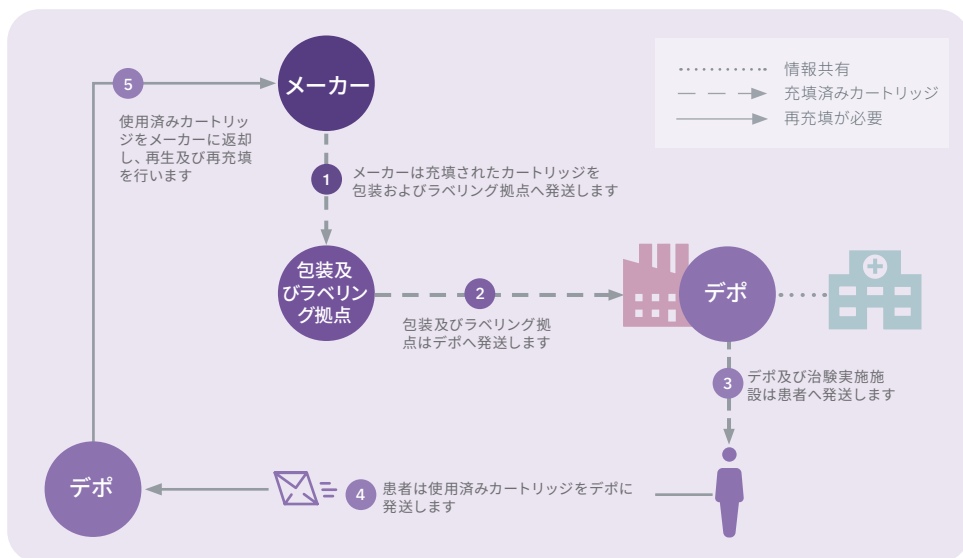 メーカー
情報共有
充填済みカートリッジ
再充填が必要
5
使用済みカートリッ
ジをメーカーに返却
し、再生及び再充填
を行います
1
メーカーは充填されたカートリッジを
包装およびラベリング拠点へ発送します
包装及
びラベリン
グ拠点
2
包装及びラベリング拠
点はデポへ発送します
デポ
3
デポ及び治験実施施
設は患者へ発送します
デポ
4
患者は使用済みカートリッジをデポに
発送します